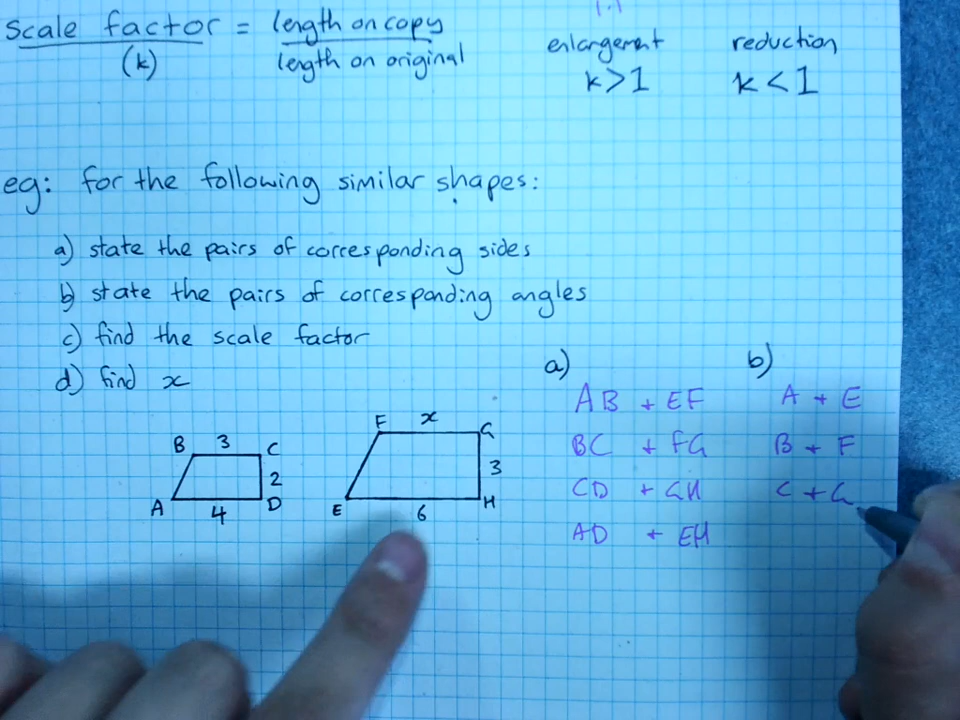 scale factor = length on copy
(k) length on original
enlargement reduction
k>1 k<1
eg: for the following similar shapes:
a) state the pairs of corresponding sides
b) state the pairs of corresponding angles
c) find the scale factor
d) find x
B 3 C
2
A 4 D
F x G
3
E 6 H
a)
AB + EF
BC + FG
CD + GH
AD + EH
b)
A + E
B + F
C + G